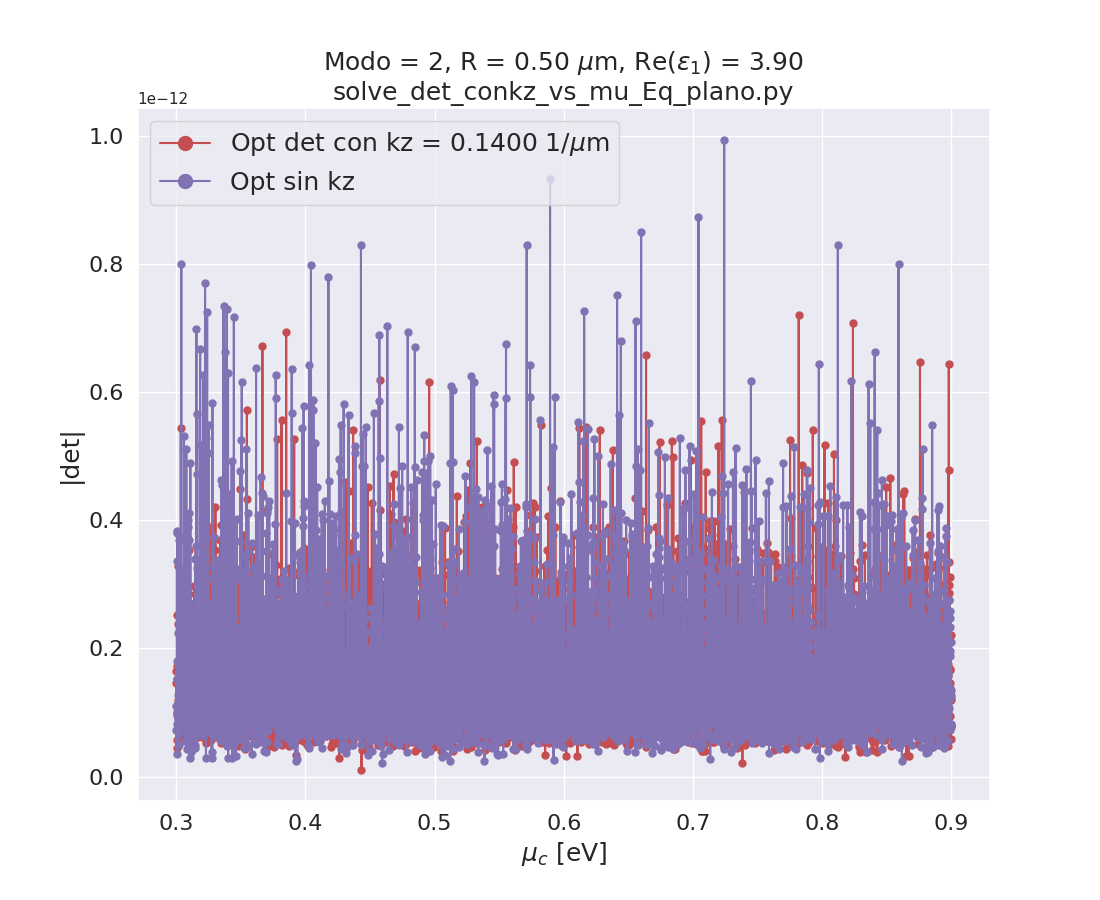 Modo = 2, R = 0.50 μm, Re(ε₁) = 3.90
solve_det_conkz_vs_mu_Eq_plano.py
1e−12
Opt det con kz = 0.1400 1/μm
Opt sin kz
1.0
0.8
0.6
0.4
0.2
0.0
|det|
0.3 0.4 0.5 0.6 0.7 0.8 0.9
μ_c [eV]